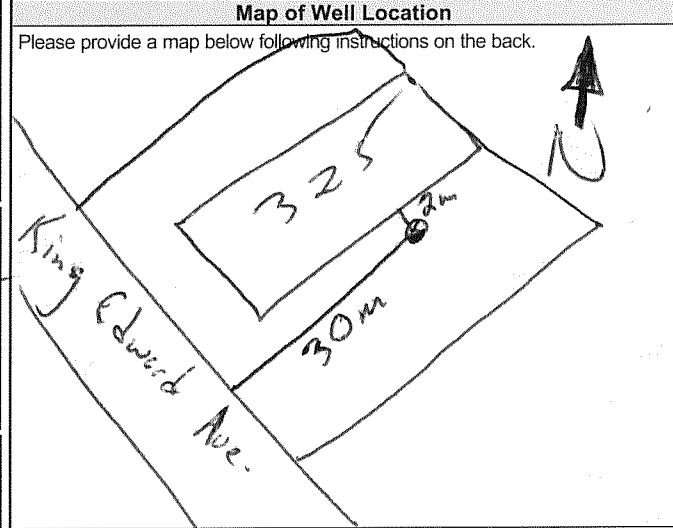 Map of Well Location
Please provide a map below following instructions on the back.
N
325
2m
30m
King Edward Ave.